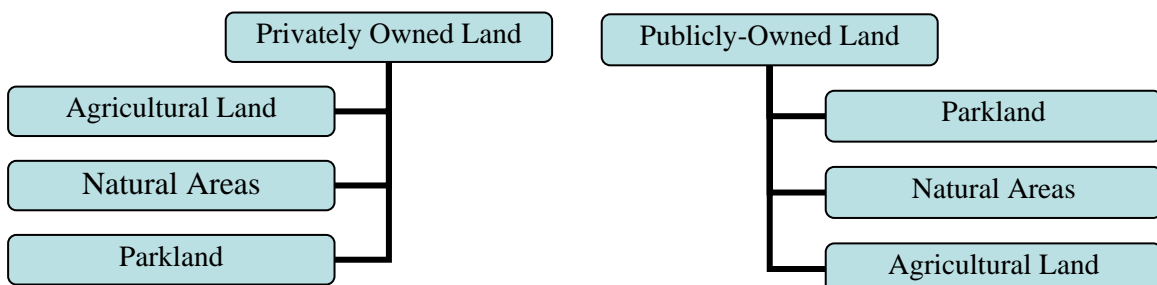 Privately Owned Land
Agricultural Land
Natural Areas
Parkland
Publicly-Owned Land
Parkland
Natural Areas
Agricultural Land